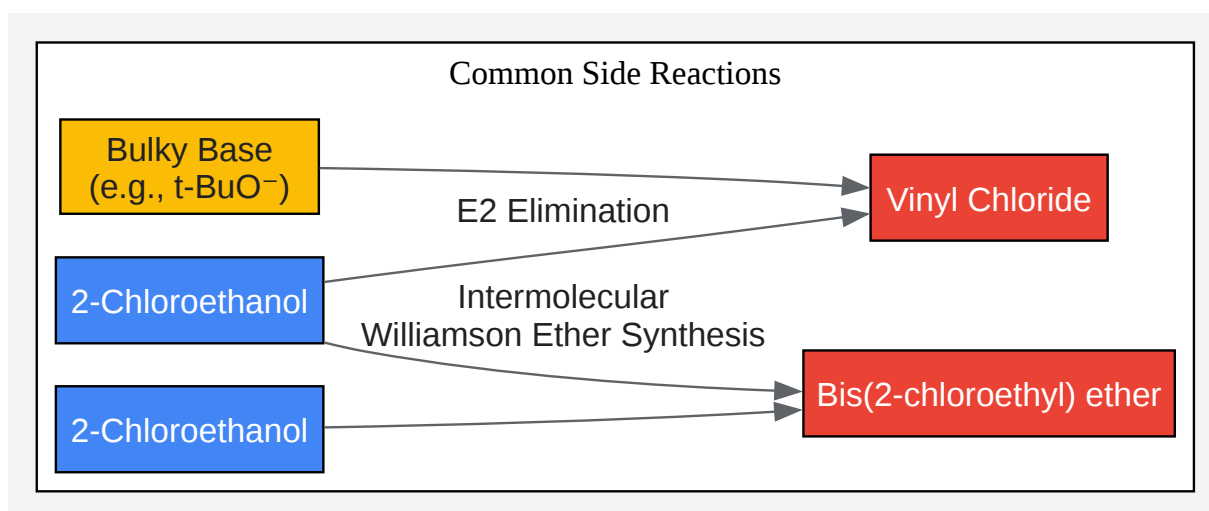 Common Side Reactions
Bulky Base
(e.g., t-BuO⁻)
Vinyl Chloride
E2 Elimination
2-Chloroethanol
Intermolecular
Williamson Ether Synthesis
Bis(2-chloroethyl) ether
2-Chloroethanol